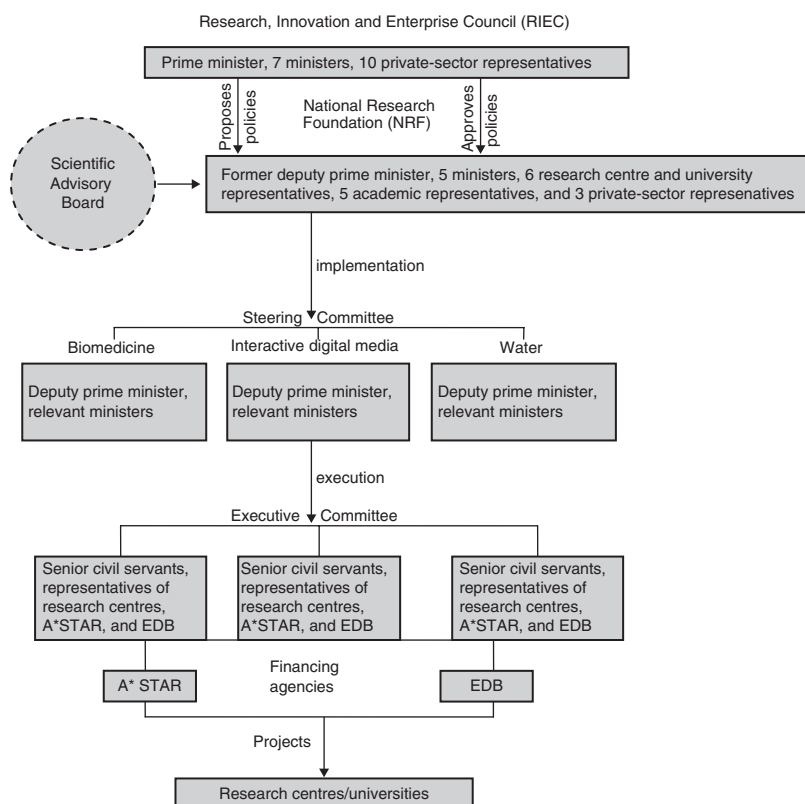 Research, Innovation and Enterprise Council (RIEC)
Prime minister, 7 ministers, 10 private-sector representatives
Proposes
policies
National Research
Foundation (NRF)
Approves
policies
Scientific
Advisory
Board
Former deputy prime minister, 5 ministers, 6 research centre and university
representatives, 5 academic representatives, and 3 private-sector represenatives
implementation
Steering Committee
Biomedicine
Interactive digital media
Water
Deputy prime minister,
relevant ministers
Deputy prime minister,
relevant ministers
Deputy prime minister,
relevant ministers
execution
Executive Committee
Senior civil servants,
representatives of
research centres,
A*STAR, and EDB
Senior civil servants,
representatives of
research centres,
A*STAR, and EDB
Senior civil servants,
representatives of
research centres,
A*STAR, and EDB
A* STAR
Financing
agencies
EDB
Projects
Research centres/universities